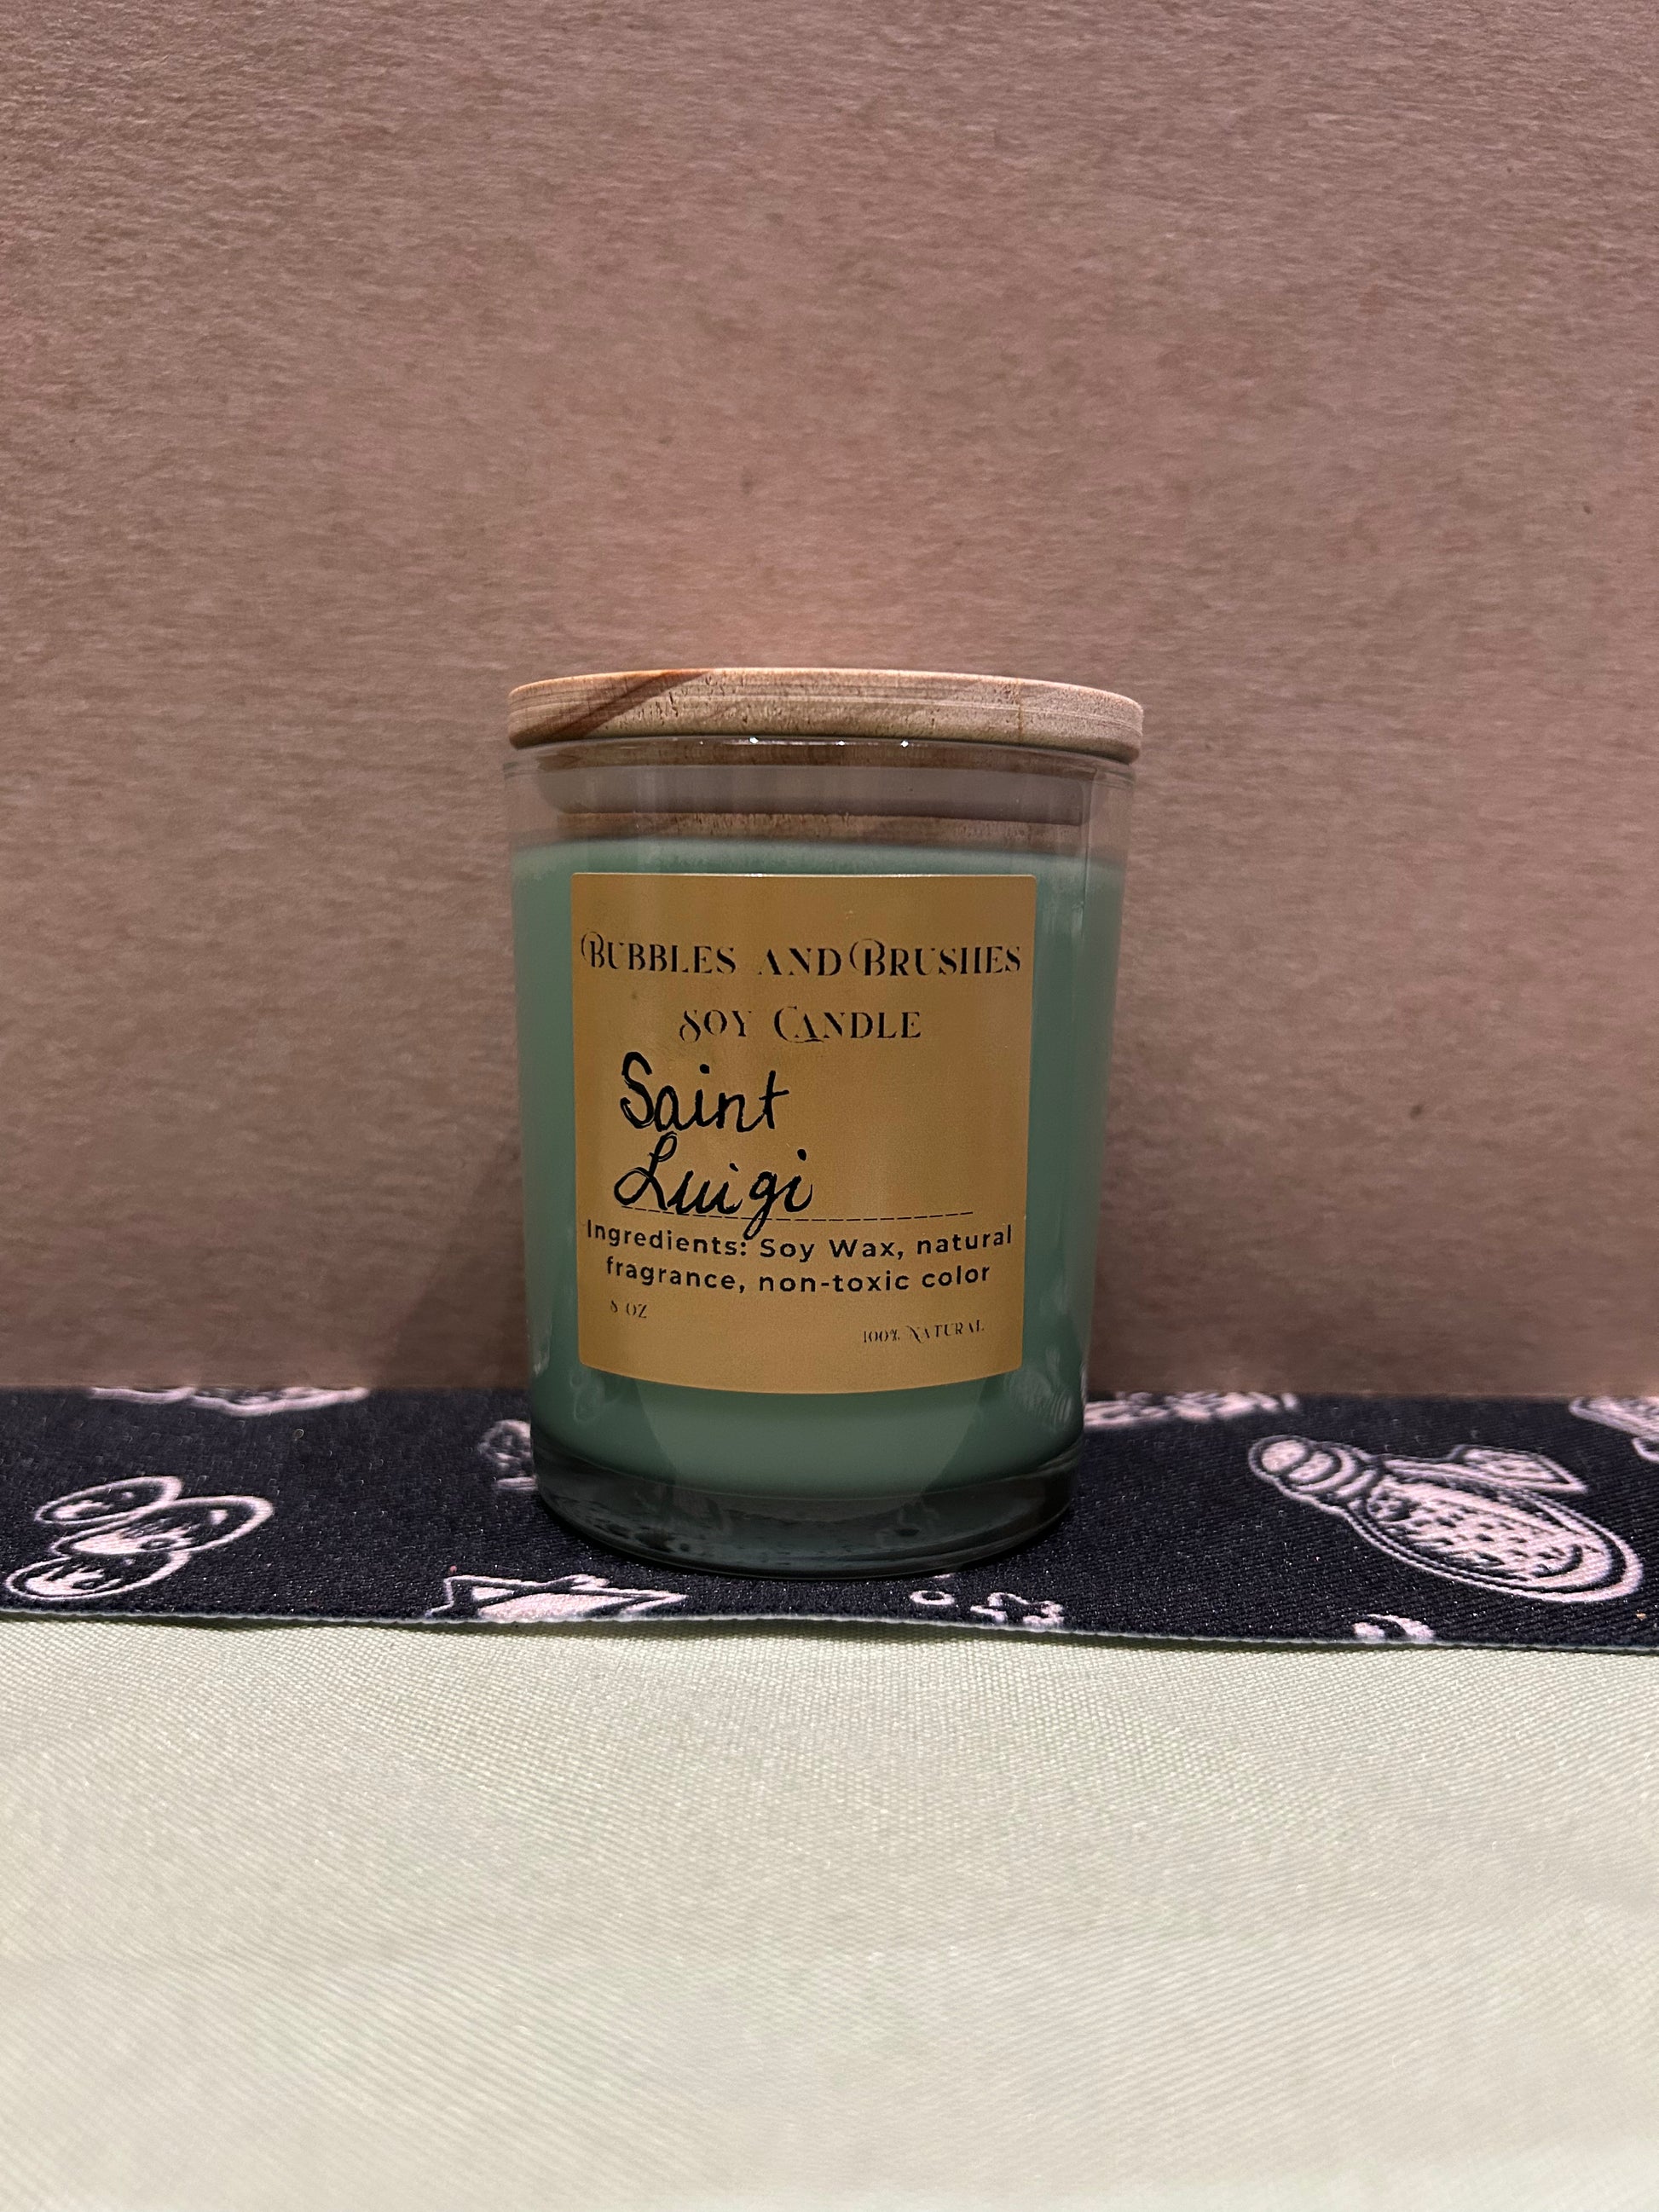 BUBBLES AND BRUSHES
SOY CANDLE
Saint
Luigi
Ingredients: Soy Wax, natural
fragrance, non-toxic color
8 OZ
100% NATURAL